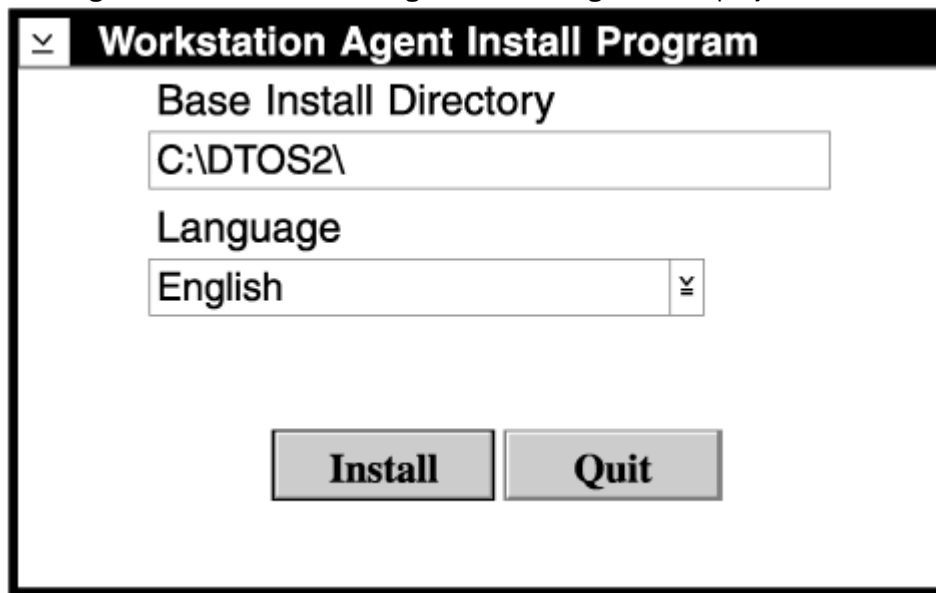 Workstation Agent Install Program
Base Install Directory
C:\DTOS2\
Language
English
Install Quit